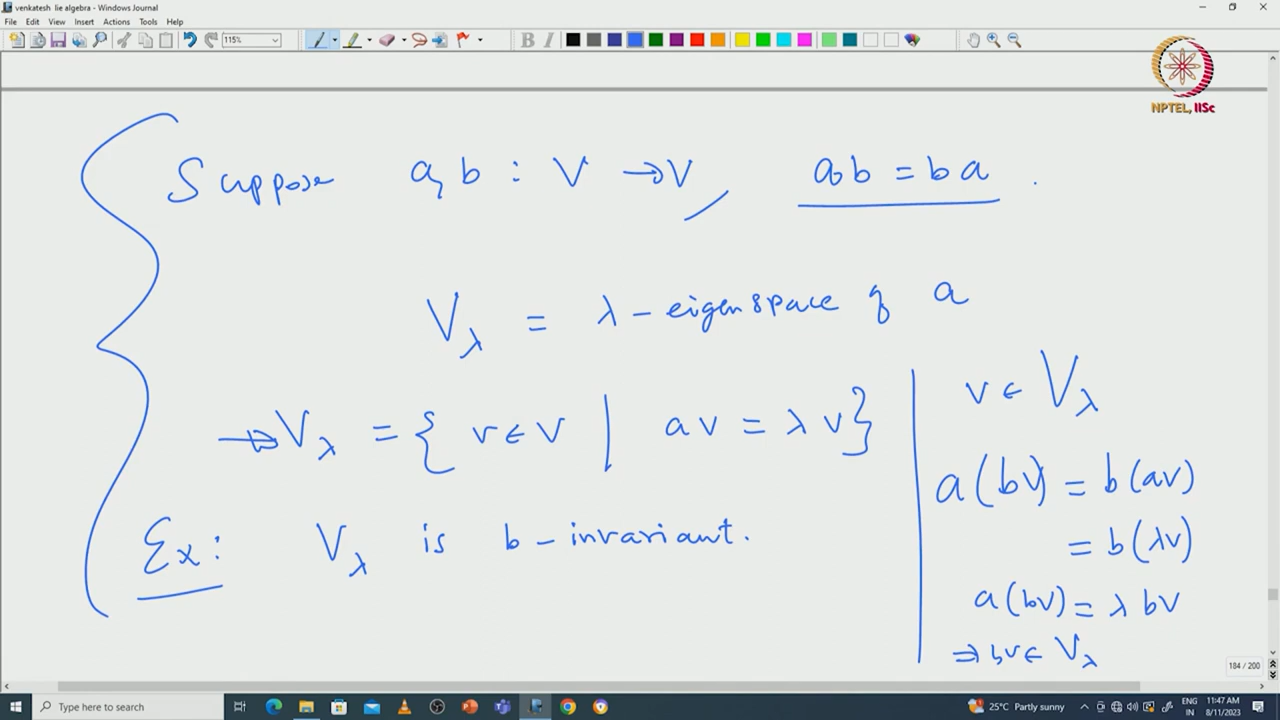 venkatesh lie algebra - Windows Journal
File Edit View Insert Actions Tools Help
115%
B I
NPTEL, IISc
Suppose a, b : V → V, ab = ba.
V_λ = λ - eigenspace of a
→ V_λ = { v ∈ V | av = λv }
Ex: V_λ is b - invariant.
v ∈ V_λ
a(bv) = b(av)
= b(λv)
a(bv) = λ bv
⇒ bv ∈ V_λ
184 / 200
Type here to search
25°C Partly sunny
ENG
IN
11:47 AM
8/11/2023